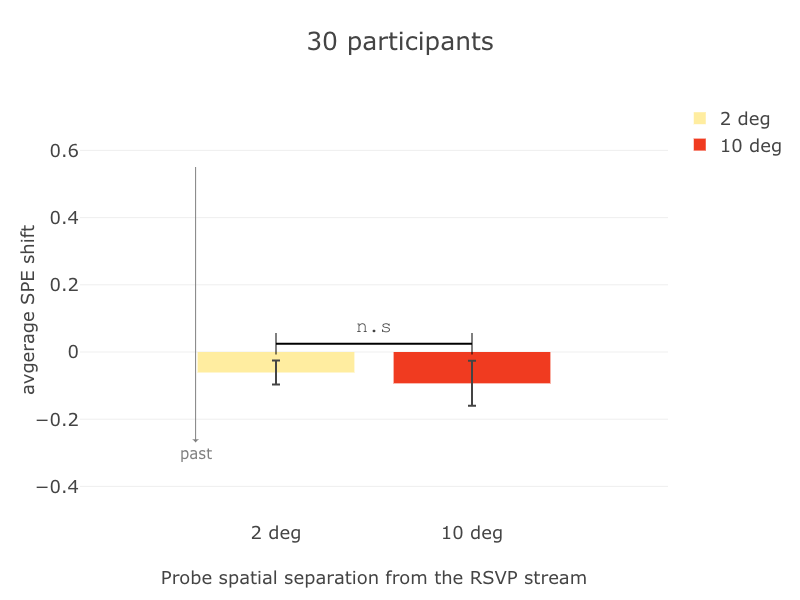 30 participants
2 deg
10 deg
avgerage SPE shift
0.6
0.4
0.2
0
−0.2
−0.4
n.s
past
2 deg
10 deg
Probe spatial separation from the RSVP stream